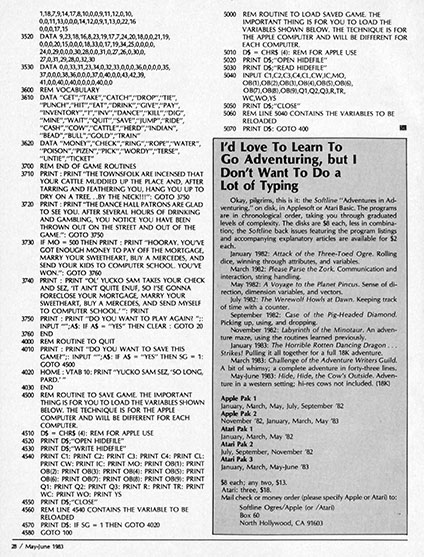 1,18,7,9,14,17,8,10,0,0,9,11,12,0,10,
0,0,11,13,0,0,14,12,0,9,1,13,0,22,16
0,0,0,17,15
3520 DATA 9,23,18,16,8,23,19,17,7,24,20,18,0,0,21,19,
0,0,0,20,15,0,0,18,33,0,17,19,34,25,0,0,0,0,
24,0,29,0,0,0,30,28,0,0,31,0,27,26,0,30,0,
27,0,31,29,28,0,32,30
3530 DATA 0,0,33,31,23,34,0,32,33,0,0,0,36,0,0,0,0,35,
37,0,0,0,38,36,0,0,0,37,0,40,0,0,43,42,39,
41,0,0,40,40,0,0,0,40,0,0,0
3600 REM VOCABULARY
3610 DATA "GET","TAKE","CATCH","DROP","TIE",
"PUNCH","HIT","EAT","DRINK","GIVE","PAY",
"INVENTORY","I","INV","DANCE","KILL","DIG",
"MINE","WAIT","QUIT","SAVE","JUMP","RIDE",
"CASH","COW","CATTLE","HERD","INDIAN",
"BEAD","BULL","GOLD","TRAIN"
3620 DATA "MONEY","CHECK","RING","ROPE","WATER",
"POISON","PIZEN","PICK","WORDY","TERSE",
"UNTIE","TICKET"
3700 REM END OF GAME ROUTINES
3710 PRINT : PRINT "THE TOWNSFOLK ARE INCENSED THAT
YOUR CATTLE MUDDIED UP THE PLACE AND, AFTER
TARRING AND FEATHERING YOU, HANG YOU UP TO
DRY ON A TREE. . .BY THE NECK!!!": GOTO 3750
3720 PRINT : PRINT "THE DANCE HALL PATRONS ARE GLAD
TO SEE YOU. AFTER SEVERAL HOURS OF DRINKING
AND GAMBLING, YOU NOTICE YOU HAVE BEEN
THROWN OUT ON THE STREET AND OUT OF THE
GAME.": GOTO 3750
3730 IF MO = 500 THEN PRINT : PRINT "HOORAY. YOU'VE
GOT ENOUGH MONEY TO PAY OFF THE MORTGAGE,
MARRY YOUR SWEETHEART, BUY A MERCEDES, AND
SEND YOUR KIDS TO COMPUTER SCHOOL. YOU'VE
WON.": GOTO 3760
3740 PRINT : PRINT "OL' YUCKO SAM TAKES YOUR CHECK
AND SEZ, 'IT AIN'T QUITE ENUF, SO I'M GONNA
FORECLOSE YOUR MORTGAGE, MARRY YOUR
SWEETHEART, BUY A MERCEDES, AND SEND MYSELF
TO COMPUTER SCHOOL.' ": PRINT
3750 PRINT : PRINT "DO YOU WANT TO PLAY AGAIN? ";:
INPUT "";A$: IF A$ = "YES" THEN CLEAR : GOTO 20
3760 END
4000 REM ROUTINE TO QUIT
4010 PRINT : PRINT "DO YOU WANT TO SAVE THIS
GAME?";: INPUT "";A$: IF A$ = "YES" THEN SG = 1:
GOTO 4500
4020 HOME : VTAB 10: PRINT "YUCKO SAM SEZ, 'SO LONG,
PARD.' "
4030 END
4500 REM ROUTINE TO SAVE GAME. THE IMPORTANT
THING IS FOR YOU TO LOAD THE VARIABLES SHOWN
BELOW. THE TECHNIQUE IS FOR THE APPLE
COMPUTER AND WILL BE DIFFERENT FOR EACH
COMPUTER.
4510 D$ = CHR$ (4): REM FOR APPLE USE
4520 PRINT D$;"OPEN HIDEFILE"
4530 PRINT D$;"WRITE HIDEFILE"
4540 PRINT C1: PRINT C2: PRINT C3: PRINT C4: PRINT CL:
PRINT CW: PRINT IC: PRINT MO: PRINT OB(1): PRINT
OB(2): PRINT OB(3): PRINT OB(4): PRINT OB(5): PRINT
OB(6): PRINT OB(7): PRINT OB(8): PRINT OB(9): PRINT
Q1: PRINT Q2: PRINT Q3: PRINT R: PRINT TR: PRINT
WC: PRINT WO: PRINT YS
4550 PRINT D$;"CLOSE"
4560 REM LINE 4540 CONTAINS THE VARIABLE TO BE
RELOADED
4570 PRINT D$: IF SG = 1 THEN GOTO 4020
4580 GOTO 100
28 / May-June 1983
5000 REM ROUTINE TO LOAD SAVED GAME. THE
IMPORTANT THING IS FOR YOU TO LOAD THE
VARIABLES SHOWN BELOW. THE TECHNIQUE IS FOR
THE APPLE COMPUTER AND WILL BE DIFFERENT FOR
EACH COMPUTER.
5010 D$ = CHR$ (4): REM FOR APPLE USE
5020 PRINT D$;"OPEN HIDEFILE"
5030 PRINT D$;"READ HIDEFILE"
5040 INPUT C1,C2,C3,C4,CL,CW,IC,MO,
OB(1),OB(2),OB(3),OB(4),OB(5),OB(6),
OB(7),OB(8),OB(9),Q1,Q2,Q3,R,TR,
WC,WO,YS
5050 PRINT D$;"CLOSE"
5060 REM LINE 5040 CONTAINS THE VARIABLES TO BE
RELOADED
5070 PRINT D$: GOTO 400
I'd Love To Learn To
Go Adventuring, but I
Don't Want To Do a
Lot of Typing
Okay, pilgrims, this is it: the Softline "Adventures in Ad-
venturing," on disk, in Applesoft or Atari Basic. The programs
are in chronological order, taking you through graduated
levels of complexity. The disks are $8 each, less in combina-
tion; the Softline back issues featuring the program listings
and accompanying explanatory articles are available for $2
each.
January 1982: Attack of the Three-Toed Ogre. Rolling
dice, winning through attributes, and variables.
March 1982: Please Parse the Zork. Communication and
interaction, string handling.
May 1982: A Voyage to the Planet Pincus. Sense of di-
rection, dimension variables, and vectors.
July 1982: The Werewolf Howls at Dawn. Keeping track
of time with a counter.
September 1982: Case of the Pig-Headed Diamond.
Picking up, using, and dropping.
November 1982: Labyrinth of the Minotaur. An adven-
ture maze, using the routines learned previously.
January 1983: The Horrible Rotten Dancing Dragon . . .
Strikes! Pulling it all together for a full 18K adventure.
March 1983: Challenge of the Adventure Writers Guild.
A bit of whimsy; a complete adventure in forty-three lines.
May-June 1983: Hide, Hide, the Cow's Outside. Adven-
ture in a western setting; hi-res cows not included. (18K)
Apple Pak 1
January, March, May, July, September '82
Apple Pak 2
November '82, January, March, May '83
Atari Pak 1
January, March, May '82
Atari Pak 2
July, September, November '82
Atari Pak 3
January, March, May-June '83
$8 each; any two, $13.
Atari: three, $18.
Mail check or money order (please specify Apple or Atari) to:
Softline Ogres/Apple (or /Atari)
Box 60
North Hollywood, CA 91603